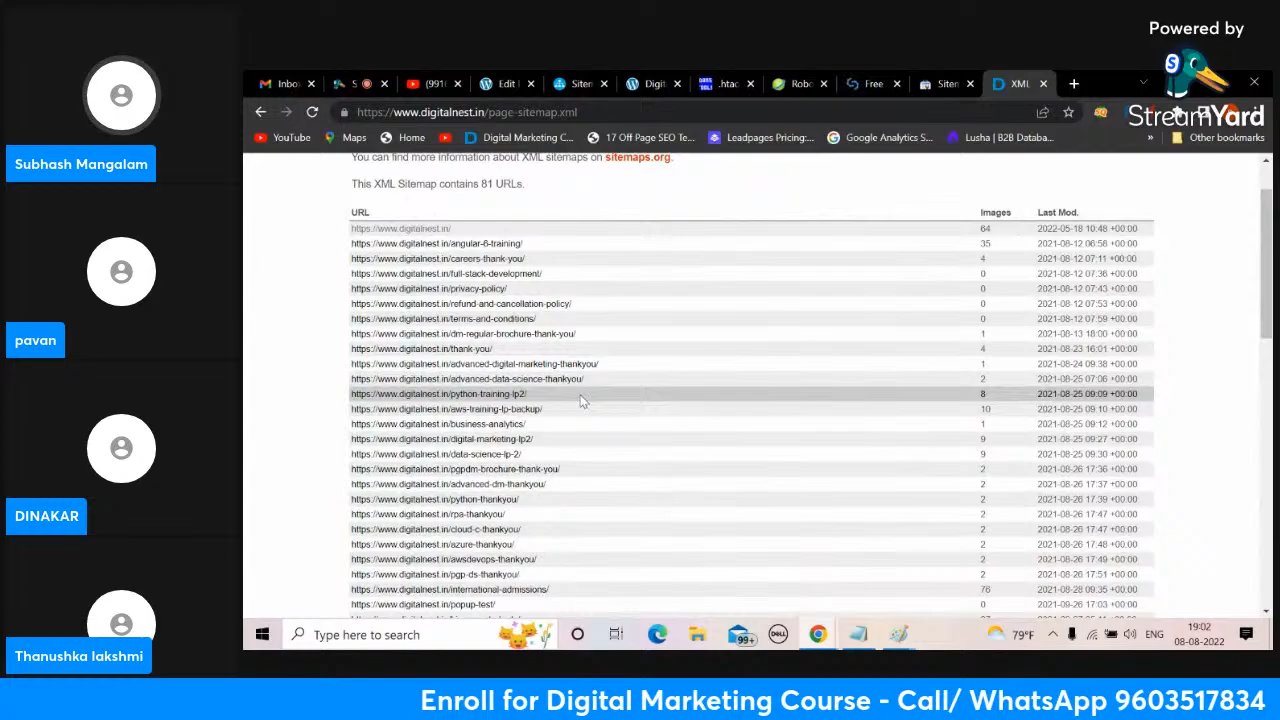 Powered by
StreamYard
Subhash Mangalam
pavan
DINAKAR
Thanushka lakshmi
Inbo
S
(991
Edit
Siten
Digit
.htac
Robo
Free
Siten
XML
https://www.digitalnest.in/page-sitemap.xml
YouTube
Maps
Home
Digital Marketing C...
17 Off Page SEO Te...
Leadpages Pricing:...
Google Analytics S...
Lusha | B2B Databa...
»
Other bookmarks
You can find more information about XML sitemaps on sitemaps.org.
This XML Sitemap contains 81 URLs.
URL Images Last Mod.
https://www.digitalnest.in/ 64 2022-05-18 10:48 +00:00
https://www.digitalnest.in/angular-6-training/ 35 2021-08-12 06:56 +00:00
https://www.digitalnest.in/careers-thank-you/ 4 2021-08-12 07:11 +00:00
https://www.digitalnest.in/full-stack-development/ 0 2021-08-12 07:36 +00:00
https://www.digitalnest.in/privacy-policy/ 0 2021-08-12 07:43 +00:00
https://www.digitalnest.in/refund-and-cancellation-policy/ 0 2021-08-12 07:53 +00:00
https://www.digitalnest.in/terms-and-conditions/ 0 2021-08-12 07:59 +00:00
https://www.digitalnest.in/dm-regular-brochure-thank-you/ 1 2021-08-13 18:00 +00:00
https://www.digitalnest.in/thank-you/ 4 2021-08-23 16:01 +00:00
https://www.digitalnest.in/advanced-digital-marketing-thankyou/ 1 2021-08-24 09:38 +00:00
https://www.digitalnest.in/advanced-data-science-thankyou/ 2 2021-08-25 07:06 +00:00
https://www.digitalnest.in/python-training-lp2/ 8 2021-08-25 09:09 +00:00
https://www.digitalnest.in/aws-training-lp-backup/ 10 2021-08-25 09:10 +00:00
https://www.digitalnest.in/business-analytics/ 1 2021-08-25 09:12 +00:00
https://www.digitalnest.in/digital-marketing-lp2/ 9 2021-08-25 09:27 +00:00
https://www.digitalnest.in/data-science-lp-2/ 9 2021-08-25 09:30 +00:00
https://www.digitalnest.in/pgpdm-brochure-thank-you/ 2 2021-08-26 17:36 +00:00
https://www.digitalnest.in/advanced-dm-thankyou/ 2 2021-08-26 17:37 +00:00
https://www.digitalnest.in/python-thankyou/ 2 2021-08-26 17:39 +00:00
https://www.digitalnest.in/rpa-thankyou/ 2 2021-08-26 17:47 +00:00
https://www.digitalnest.in/cloud-c-thankyou/ 2 2021-08-26 17:47 +00:00
https://www.digitalnest.in/azure-thankyou/ 2 2021-08-26 17:48 +00:00
https://www.digitalnest.in/awsdevops-thankyou/ 2 2021-08-26 17:49 +00:00
https://www.digitalnest.in/pgp-ds-thankyou/ 2 2021-08-26 17:51 +00:00
https://www.digitalnest.in/international-admissions/ 76 2021-08-28 09:35 +00:00
https://www.digitalnest.in/popup-test/ 0 2021-09-26 17:03 +00:00
Type here to search
99+
DELL
79°F
ENG
19:02
08-08-2022
Enroll for Digital Marketing Course - Call/ WhatsApp 9603517834